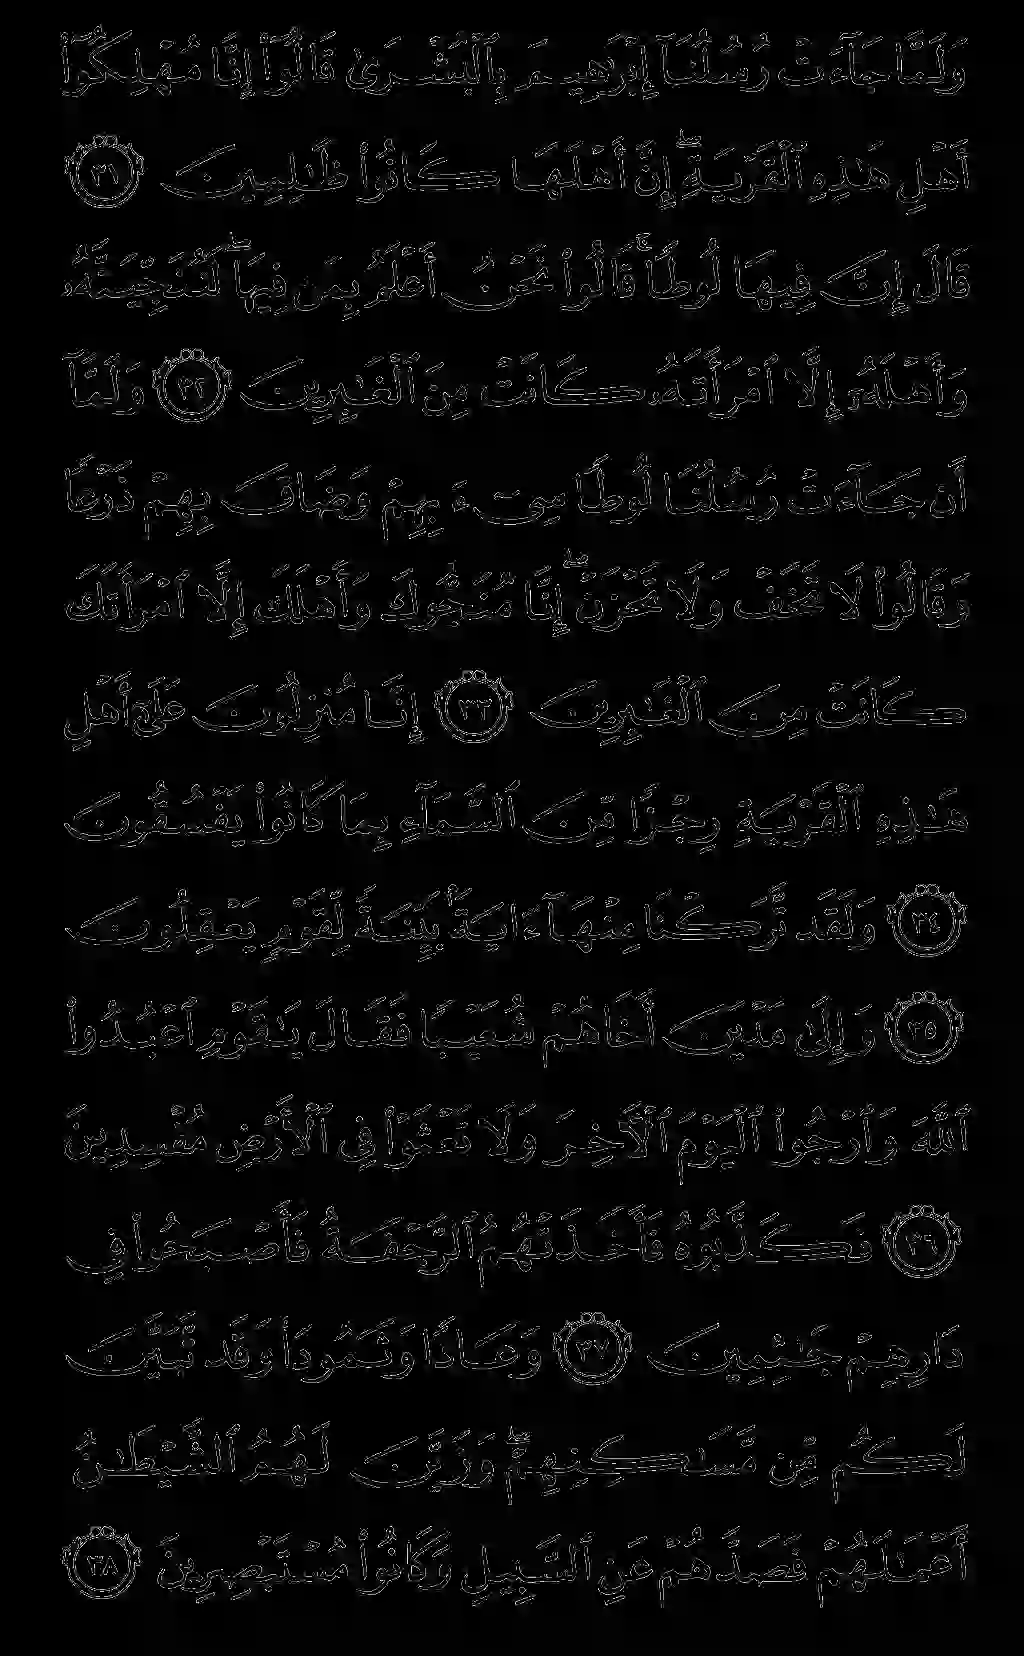 وَلَمَّا جَآءَتْ رُسُلُنَآ إِبْرَٰهِيمَ بِٱلْبُشْرَىٰ قَالُوٓا۟ إِنَّا مُهْلِكُوٓا۟
أَهْلِ هَـٰذِهِ ٱلْقَرْيَةِ ۖ إِنَّ أَهْلَهَا كَانُوا۟ ظَـٰلِمِينَ ﴿٣١﴾
قَالَ إِنَّ فِيهَا لُوطًا ۚ قَالُوا۟ نَحْنُ أَعْلَمُ بِمَن فِيهَا ۖ لَنُنَجِّيَنَّهُۥ
وَأَهْلَهُۥٓ إِلَّا ٱمْرَأَتَهُۥ كَانَتْ مِنَ ٱلْغَـٰبِرِينَ ﴿٣٢﴾ وَلَمَّآ
أَن جَآءَتْ رُسُلُنَا لُوطًا سِىٓءَ بِهِمْ وَضَاقَ بِهِمْ ذَرْعًا
وَقَالُوا۟ لَا تَخَفْ وَلَا تَحْزَنْ ۖ إِنَّا مُنَجُّوكَ وَأَهْلَكَ إِلَّا ٱمْرَأَتَكَ
كَانَتْ مِنَ ٱلْغَـٰبِرِينَ ﴿٣٣﴾ إِنَّا مُنزِلُونَ عَلَىٰٓ أَهْلِ
هَـٰذِهِ ٱلْقَرْيَةِ رِجْزًا مِّنَ ٱلسَّمَآءِ بِمَا كَانُوا۟ يَفْسُقُونَ
﴿٣٤﴾ وَلَقَد تَّرَكْنَا مِنْهَآ ءَايَةًۢ بَيِّنَةً لِّقَوْمٍ يَعْقِلُونَ
﴿٣٥﴾ وَإِلَىٰ مَدْيَنَ أَخَاهُمْ شُعَيْبًا فَقَالَ يَـٰقَوْمِ ٱعْبُدُوا۟
ٱللَّهَ وَٱرْجُوا۟ ٱلْيَوْمَ ٱلْـَٔاخِرَ وَلَا تَعْثَوْا۟ فِى ٱلْأَرْضِ مُفْسِدِينَ
﴿٣٦﴾ فَكَذَّبُوهُ فَأَخَذَتْهُمُ ٱلرَّجْفَةُ فَأَصْبَحُوا۟ فِى
دَارِهِمْ جَـٰثِمِينَ ﴿٣٧﴾ وَعَادًا وَثَمُودَا۟ وَقَد تَّبَيَّنَ
لَكُم مِّن مَّسَـٰكِنِهِمْ ۖ وَزَيَّنَ لَهُمُ ٱلشَّيْطَـٰنُ
أَعْمَـٰلَهُمْ فَصَدَّهُمْ عَنِ ٱلسَّبِيلِ وَكَانُوا۟ مُسْتَبْصِرِينَ ﴿٣٨﴾